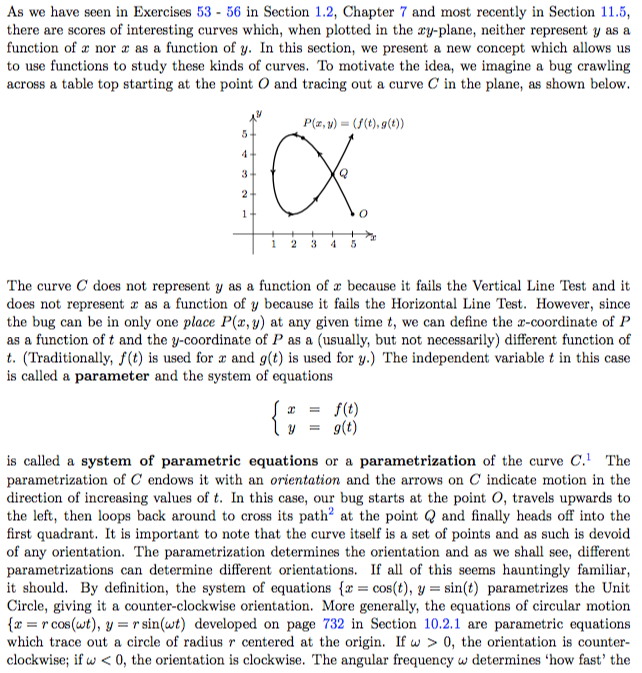 As we have seen in Exercises 53 - 56 in Section 1.2, Chapter 7 and most recently in Section 11.5,
there are scores of interesting curves which, when plotted in the xy-plane, neither represent y as a
function of x nor x as a function of y. In this section, we present a new concept which allows us
to use functions to study these kinds of curves. To motivate the idea, we imagine a bug crawling
across a table top starting at the point O and tracing out a curve C in the plane, as shown below.
y
P(x, y) = (f(t), g(t))
5
4
3
Q
2
1
O
1 2 3 4 5 x
The curve C does not represent y as a function of x because it fails the Vertical Line Test and it
does not represent x as a function of y because it fails the Horizontal Line Test. However, since
the bug can be in only one place P(x, y) at any given time t, we can define the x-coordinate of P
as a function of t and the y-coordinate of P as a (usually, but not necessarily) different function of
t. (Traditionally, f(t) is used for x and g(t) is used for y.) The independent variable t in this case
is called a parameter and the system of equations
{ x = f(t)
y = g(t)
is called a system of parametric equations or a parametrization of the curve C.¹ The
parametrization of C endows it with an orientation and the arrows on C indicate motion in the
direction of increasing values of t. In this case, our bug starts at the point O, travels upwards to
the left, then loops back around to cross its path² at the point Q and finally heads off into the
first quadrant. It is important to note that the curve itself is a set of points and as such is devoid
of any orientation. The parametrization determines the orientation and as we shall see, different
parametrizations can determine different orientations. If all of this seems hauntingly familiar,
it should. By definition, the system of equations {x = cos(t), y = sin(t) parametrizes the Unit
Circle, giving it a counter-clockwise orientation. More generally, the equations of circular motion
{x = r cos(ωt), y = r sin(ωt) developed on page 732 in Section 10.2.1 are parametric equations
which trace out a circle of radius r centered at the origin. If ω > 0, the orientation is counter-
clockwise; if ω < 0, the orientation is clockwise. The angular frequency ω determines 'how fast' the